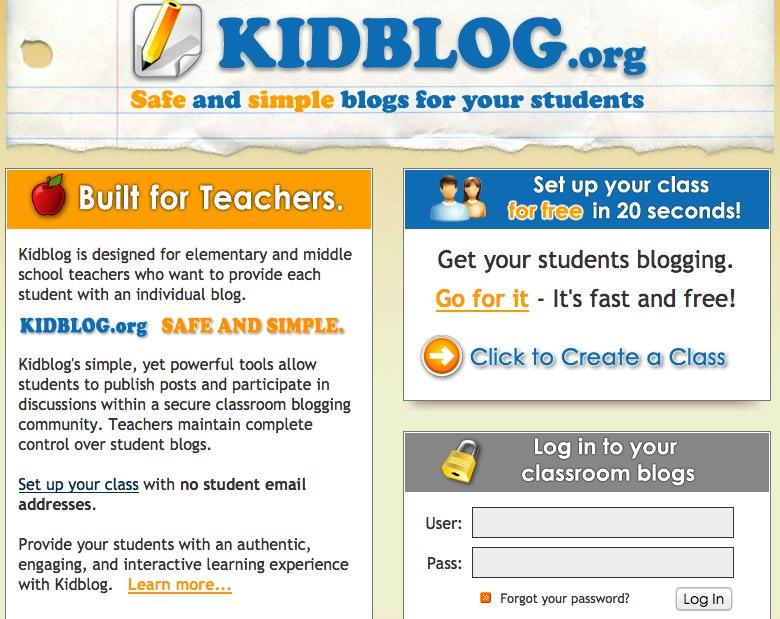 KIDBLOG.org
Safe and simple blogs for your students
Built for Teachers.
Kidblog is designed for elementary and middle
school teachers who want to provide each
student with an individual blog.
KIDBLOG.org SAFE AND SIMPLE.
Kidblog's simple, yet powerful tools allow
students to publish posts and participate in
discussions within a secure classroom blogging
community. Teachers maintain complete
control over student blogs.
Set up your class with no student email
addresses.
Provide your students with an authentic,
engaging, and interactive learning experience
with Kidblog. Learn more...
Set up your class
for free in 20 seconds!
Get your students blogging.
Go for it - It's fast and free!
Click to Create a Class
Log in to your
classroom blogs
User:
Pass:
Forgot your password? Log In